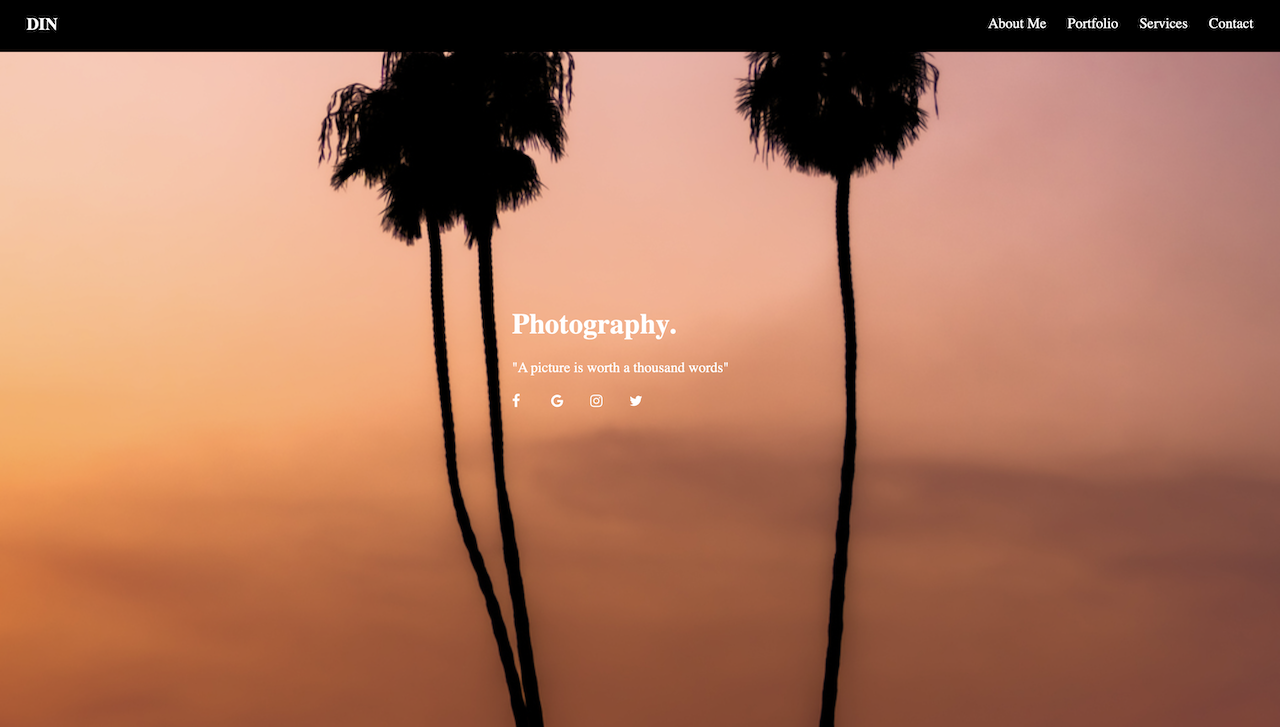 DIN
About Me Portfolio Services Contact
Photography.
"A picture is worth a thousand words"